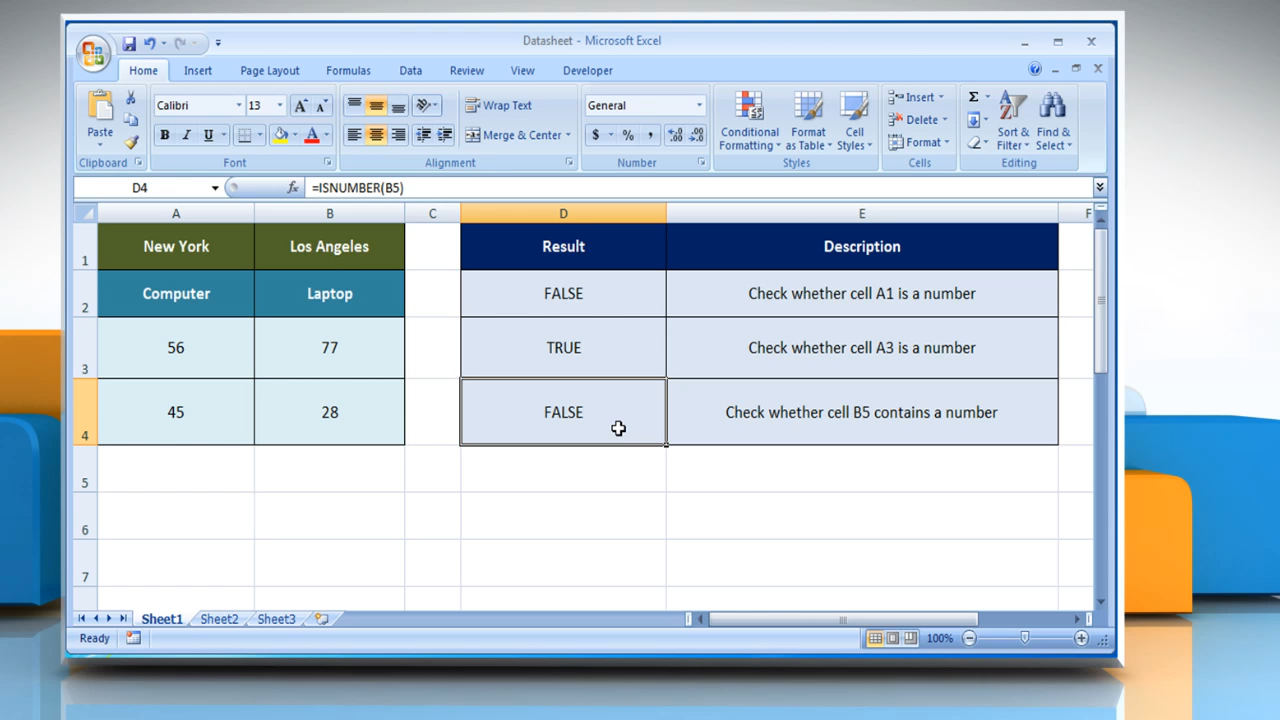 Datasheet - Microsoft Excel
Home Insert Page Layout Formulas Data Review View Developer
Paste
Calibri 13
B I U
A A A
Wrap Text
Merge & Center
General
$ % ,
Conditional Formatting
Format as Table
Cell Styles
Insert
Delete
Format
Σ
Sort & Filter
Find & Select
Clipboard Font Alignment Number Styles Cells Editing
D4 fx =ISNUMBER(B5)
A B C D E F
1 New York Los Angeles Result Description
2 Computer Laptop FALSE Check whether cell A1 is a number
3 56 77 TRUE Check whether cell A3 is a number
4 45 28 FALSE Check whether cell B5 contains a number
5
6
7
Sheet1 Sheet2 Sheet3
Ready 100%